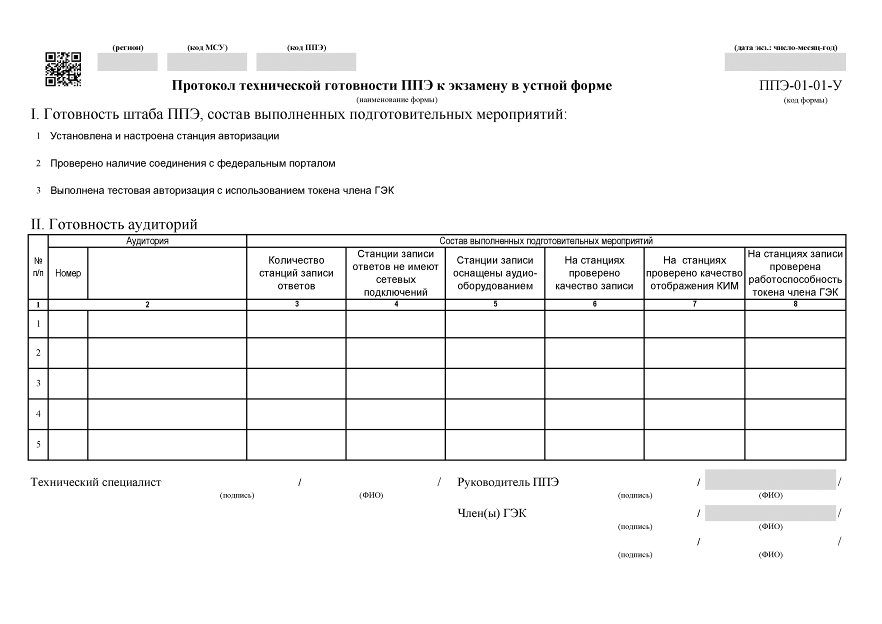 (регион) (код МСУ) (код ППЭ) (дата экз.: число-месяц-год)
Протокол технической готовности ППЭ к экзамену в устной форме ППЭ-01-01-У
(наименование формы) (код формы)
I. Готовность штаба ППЭ, состав выполненных подготовительных мероприятий:
1 Установлена и настроена станция авторизации
2 Проверено наличие соединения с федеральным порталом
3 Выполнена тестовая авторизация с использованием токена члена ГЭК
II. Готовность аудиторий
№ п/п
Аудитория
Состав выполненных подготовительных мероприятий
Номер
Количество
станций записи
ответов
Станции записи
ответов не имеют
сетевых
подключений
Станции записи
оснащены аудио-
оборудованием
На станциях
проверено
качество записи
На станциях
проверено качество
отображения КИМ
На станциях записи
проверена
работоспособность
токена члена ГЭК
1 2 3 4 5 6 7 8
1
2
3
4
5
Технический специалист / / Руководитель ППЭ / /
(подпись) (ФИО) (подпись) (ФИО)
Член(ы) ГЭК / /
(подпись) (ФИО)
/ /
(подпись) (ФИО)